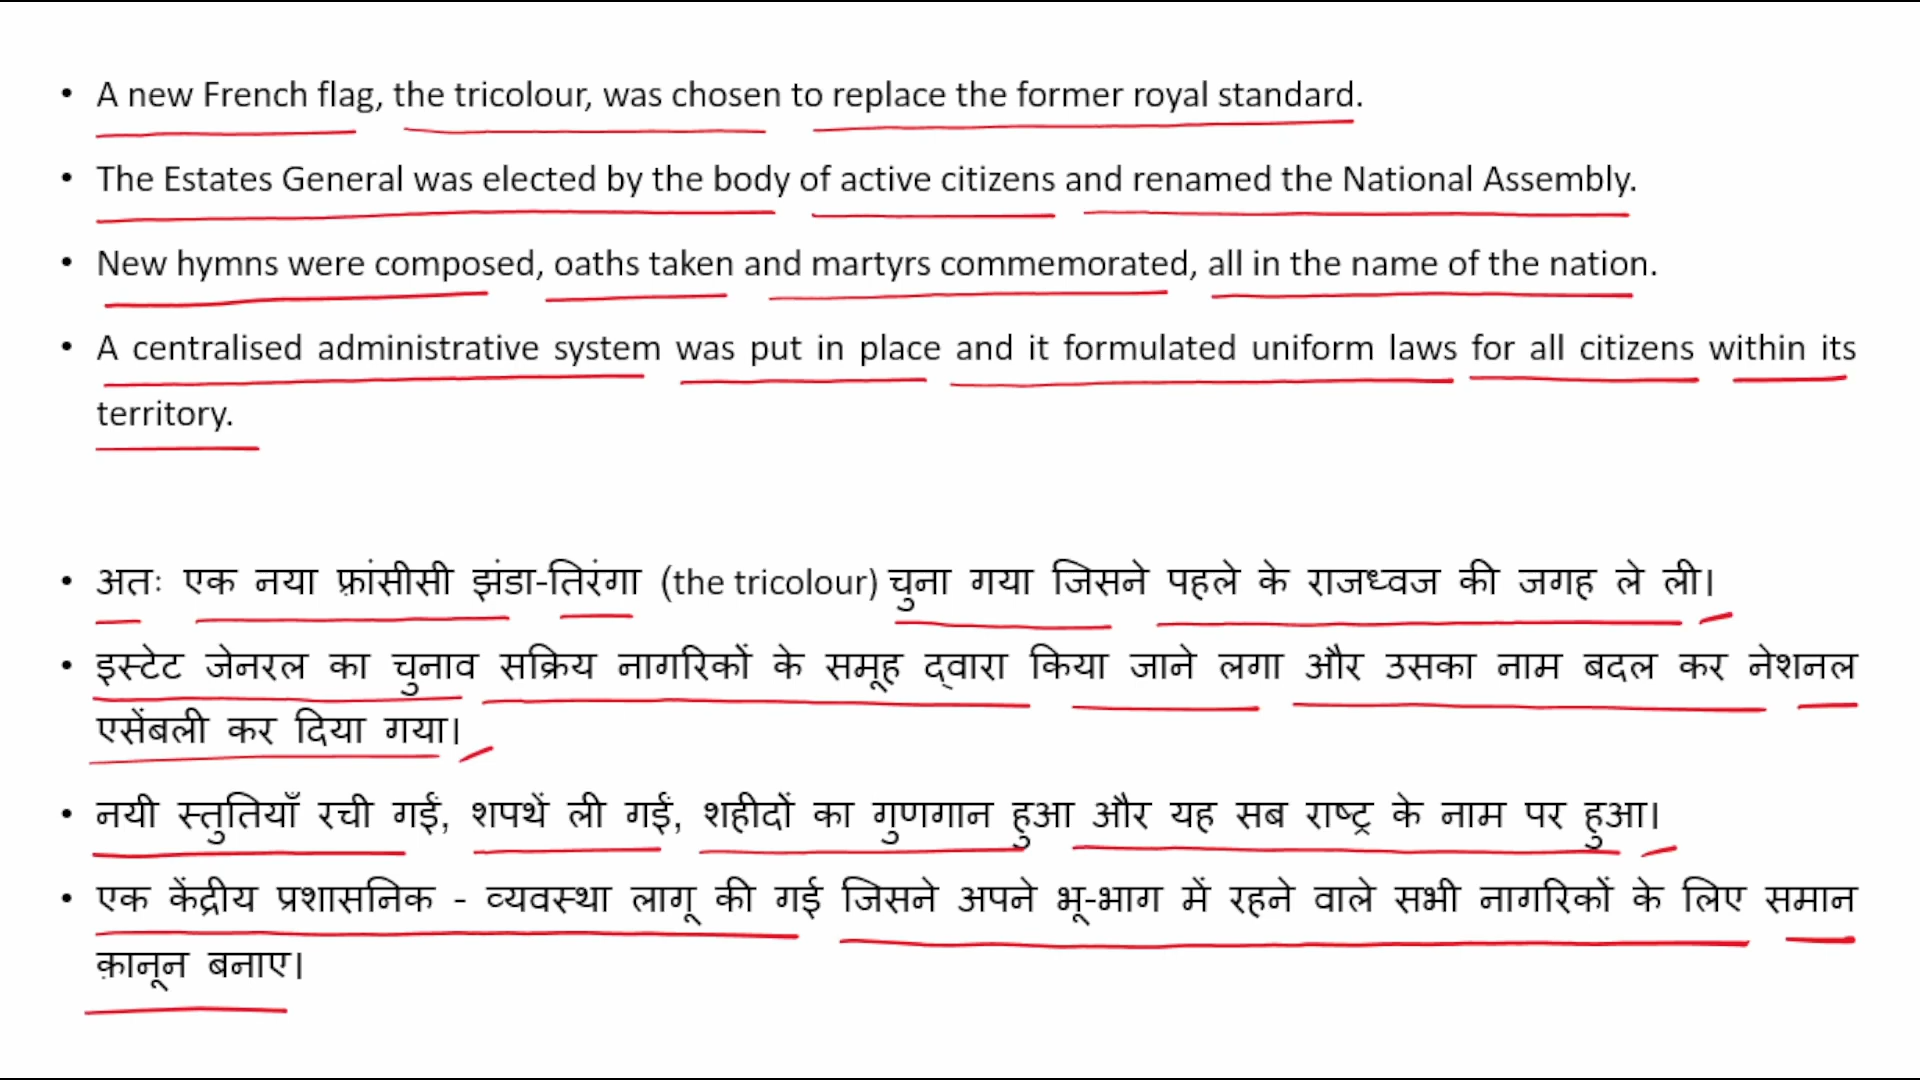 • A new French flag, the tricolour, was chosen to replace the former royal standard.
• The Estates General was elected by the body of active citizens and renamed the National Assembly.
• New hymns were composed, oaths taken and martyrs commemorated, all in the name of the nation.
• A centralised administrative system was put in place and it formulated uniform laws for all citizens within its
territory.
• अतः एक नया फ़्रांसीसी झंडा-तिरंगा (the tricolour) चुना गया जिसने पहले के राजध्वज की जगह ले ली।
• इस्टेट जेनरल का चुनाव सक्रिय नागरिकों के समूह द्वारा किया जाने लगा और उसका नाम बदल कर नेशनल
एसेंबली कर दिया गया।
• नयी स्तुतियाँ रची गईं, शपथें ली गईं, शहीदों का गुणगान हुआ और यह सब राष्ट्र के नाम पर हुआ।
• एक केंद्रीय प्रशासनिक - व्यवस्था लागू की गई जिसने अपने भू-भाग में रहने वाले सभी नागरिकों के लिए समान
क़ानून बनाए।